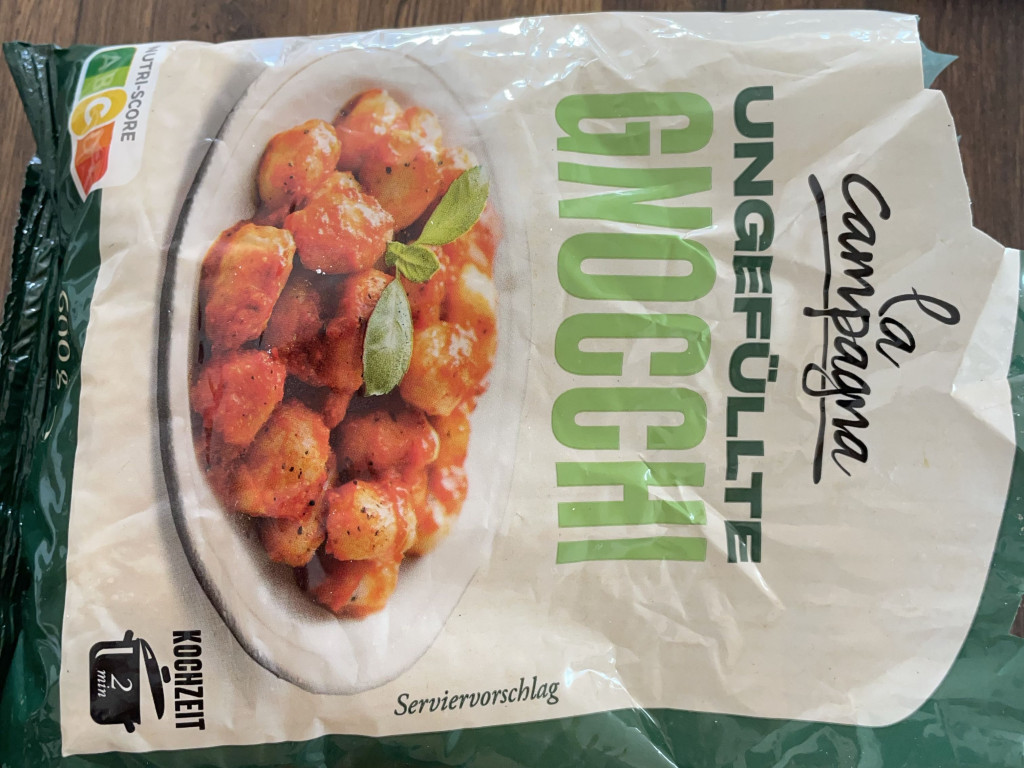 la
campagna
UNGEFÜLLTE
GNOCCHI
Serviervorschlag
KOCHZEIT
2
min
NUTRI-SCORE
A
B
C
D
600 g